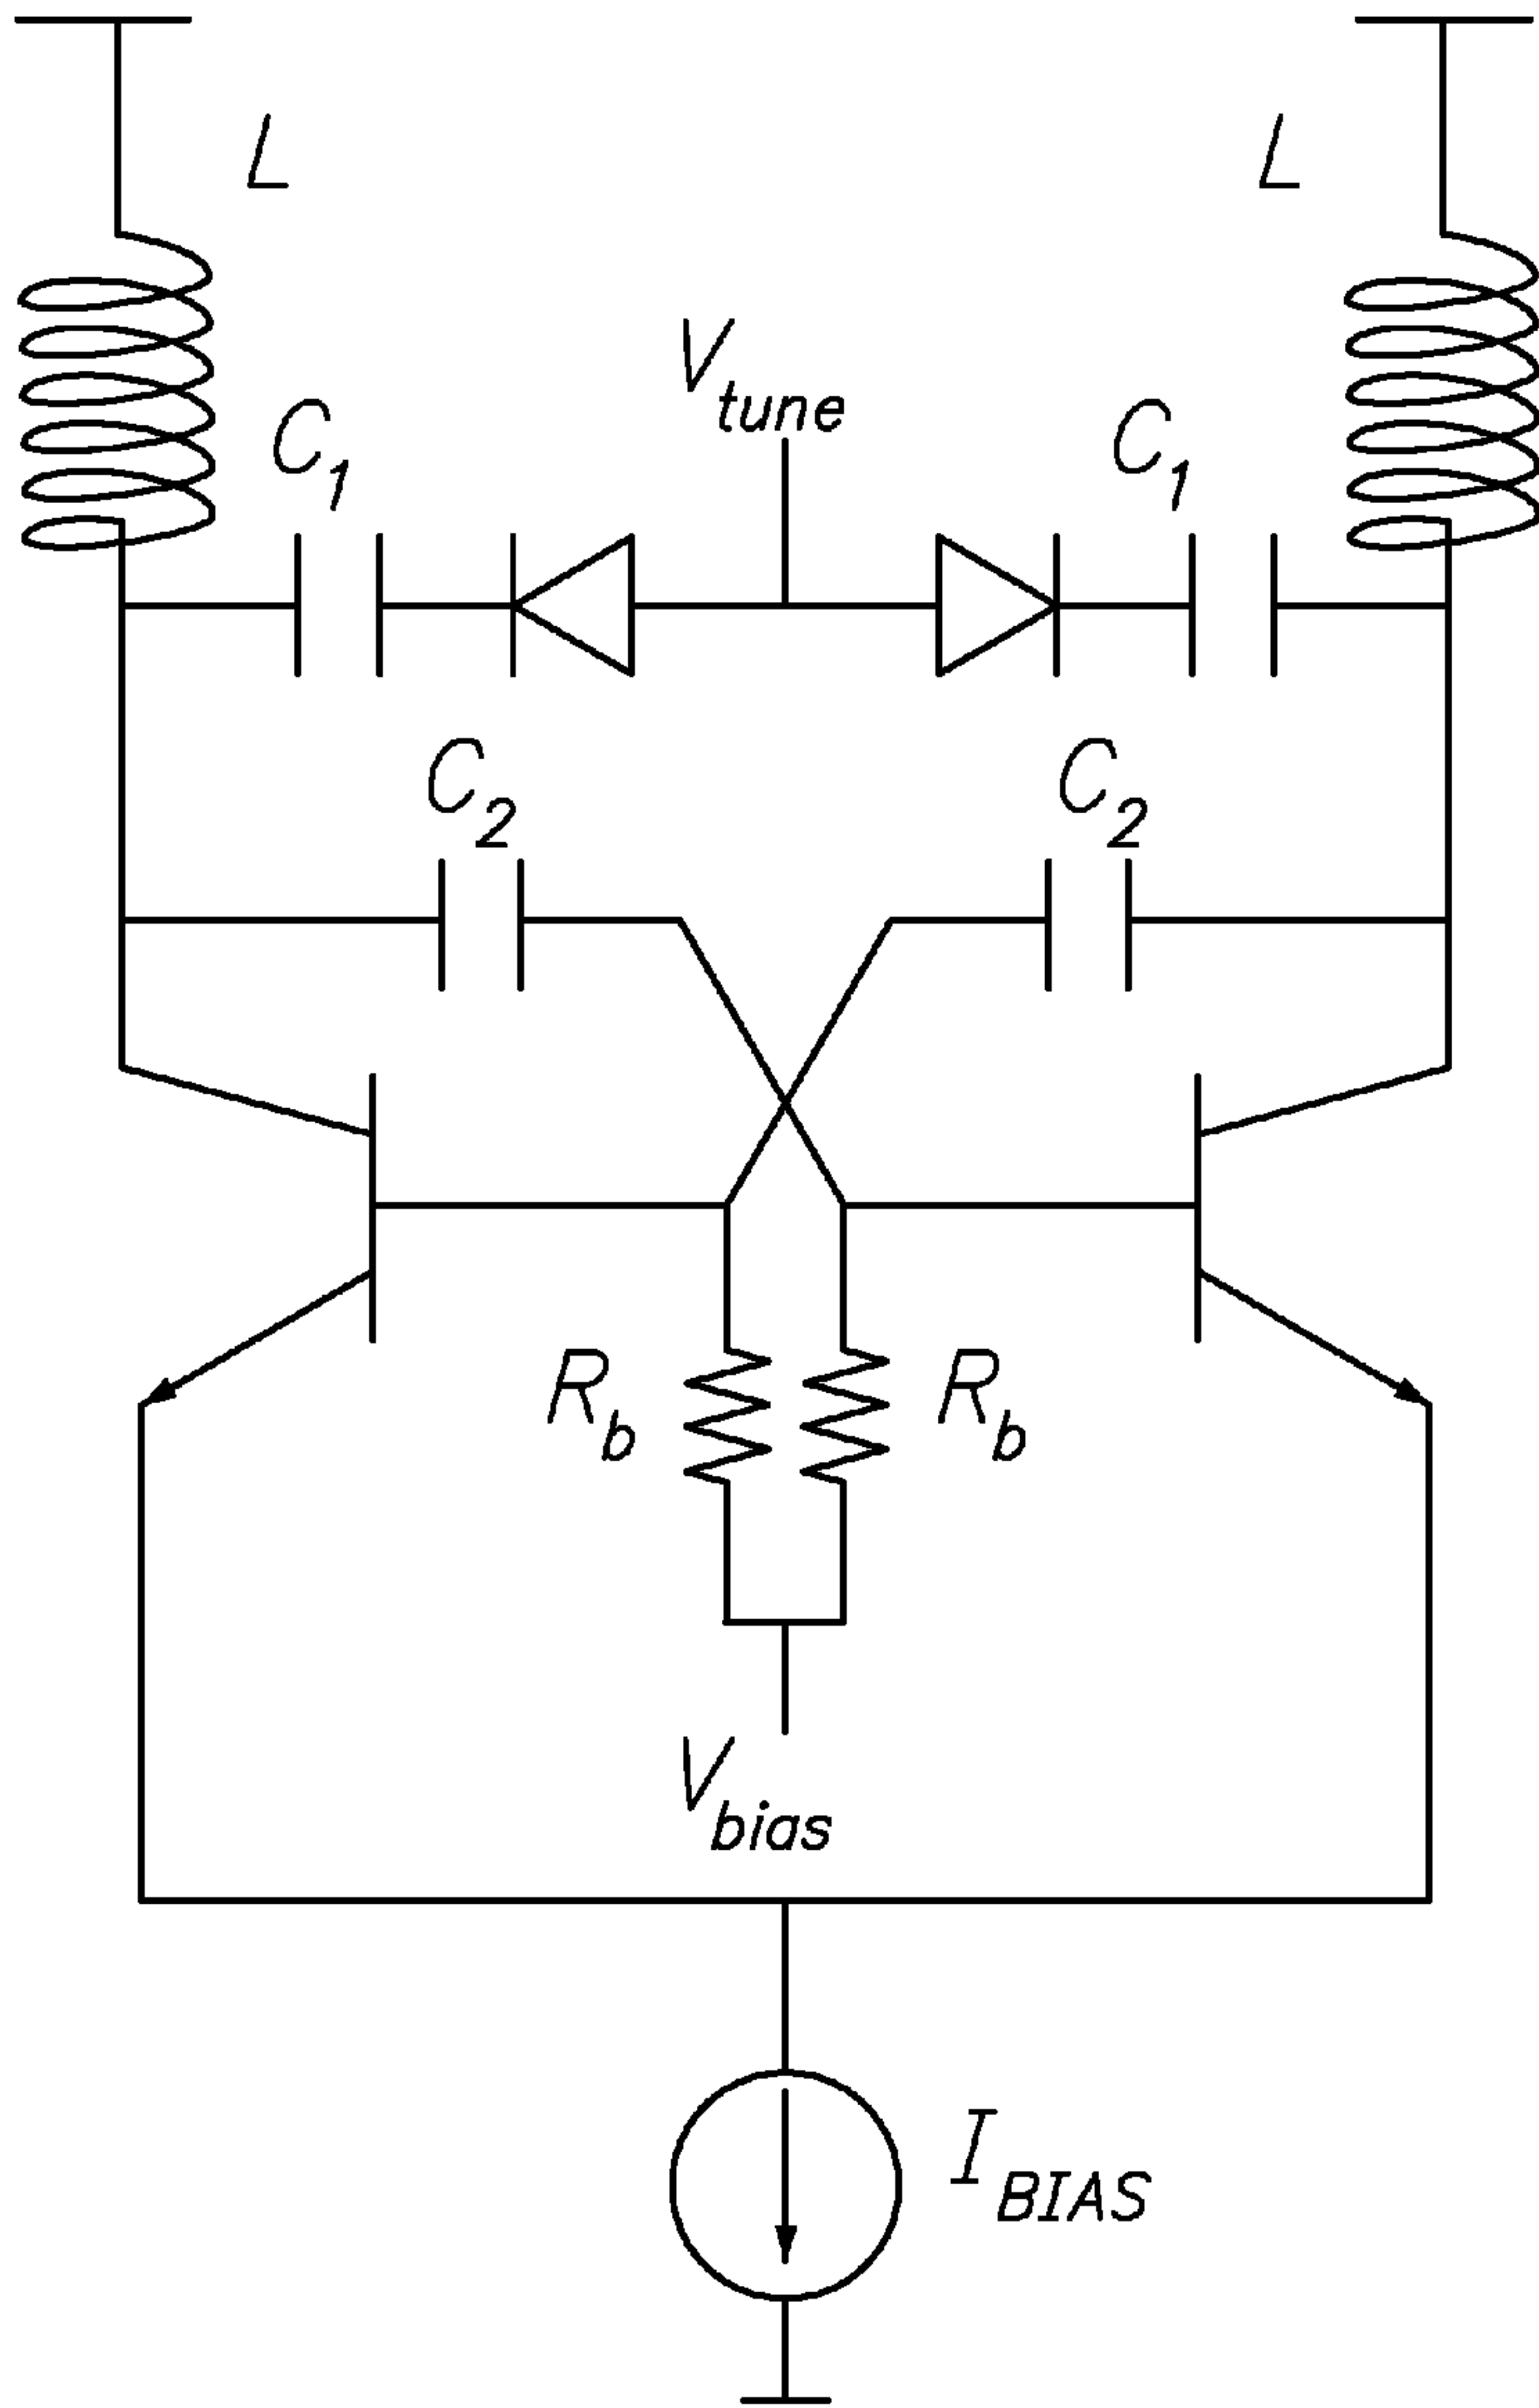 L L
V_tune
C_1 C_1
C_2 C_2
R_b R_b
V_bias
I_BIAS